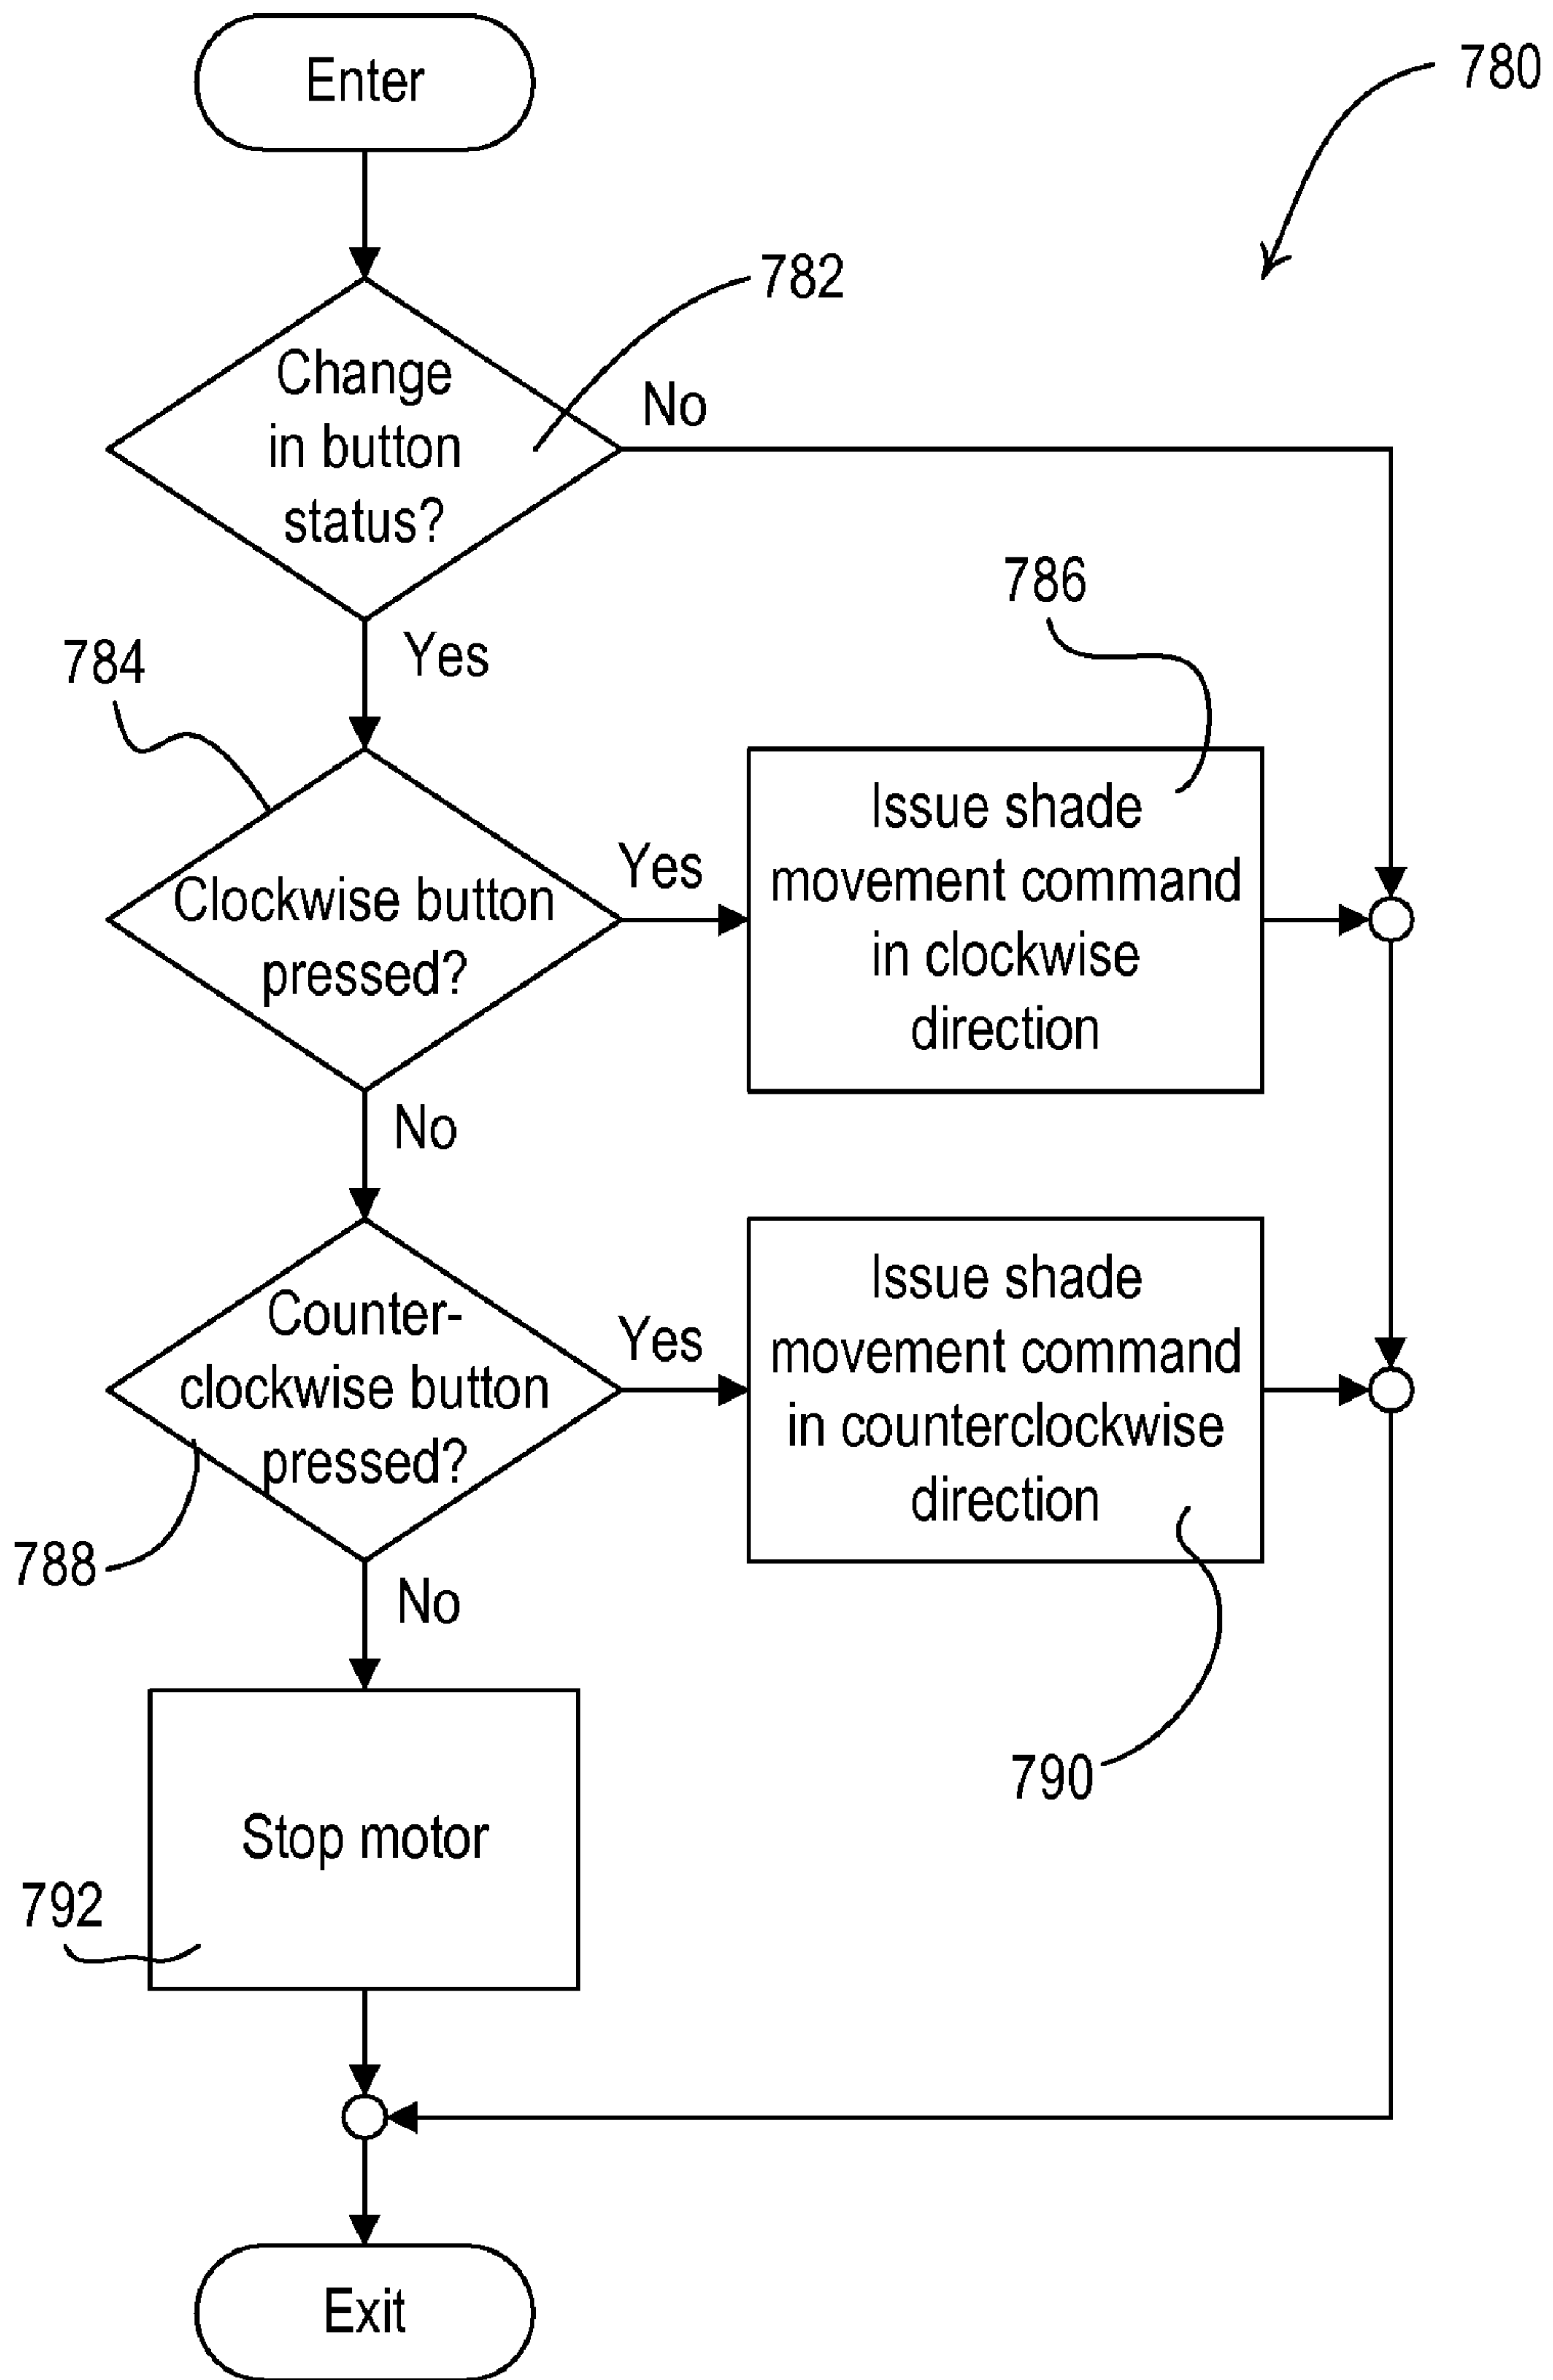 Enter
780
782
Change
in button
status?
No
Yes
784
786
Clockwise button
pressed?
Yes
Issue shade
movement command
in clockwise
direction
No
Counter-
clockwise button
pressed?
Yes
Issue shade
movement command
in counterclockwise
direction
788
No
790
Stop motor
792
Exit